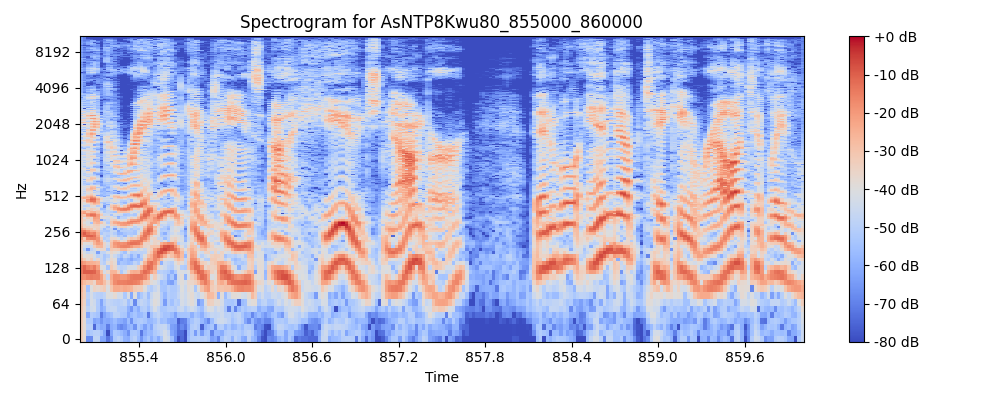 Spectrogram for AsNTP8Kwu80_855000_860000
8192
4096
2048
1024
512
256
128
64
0
Hz
855.4 856.0 856.6 857.2 857.8 858.4 859.0 859.6
Time
+0 dB
-10 dB
-20 dB
-30 dB
-40 dB
-50 dB
-60 dB
-70 dB
-80 dB